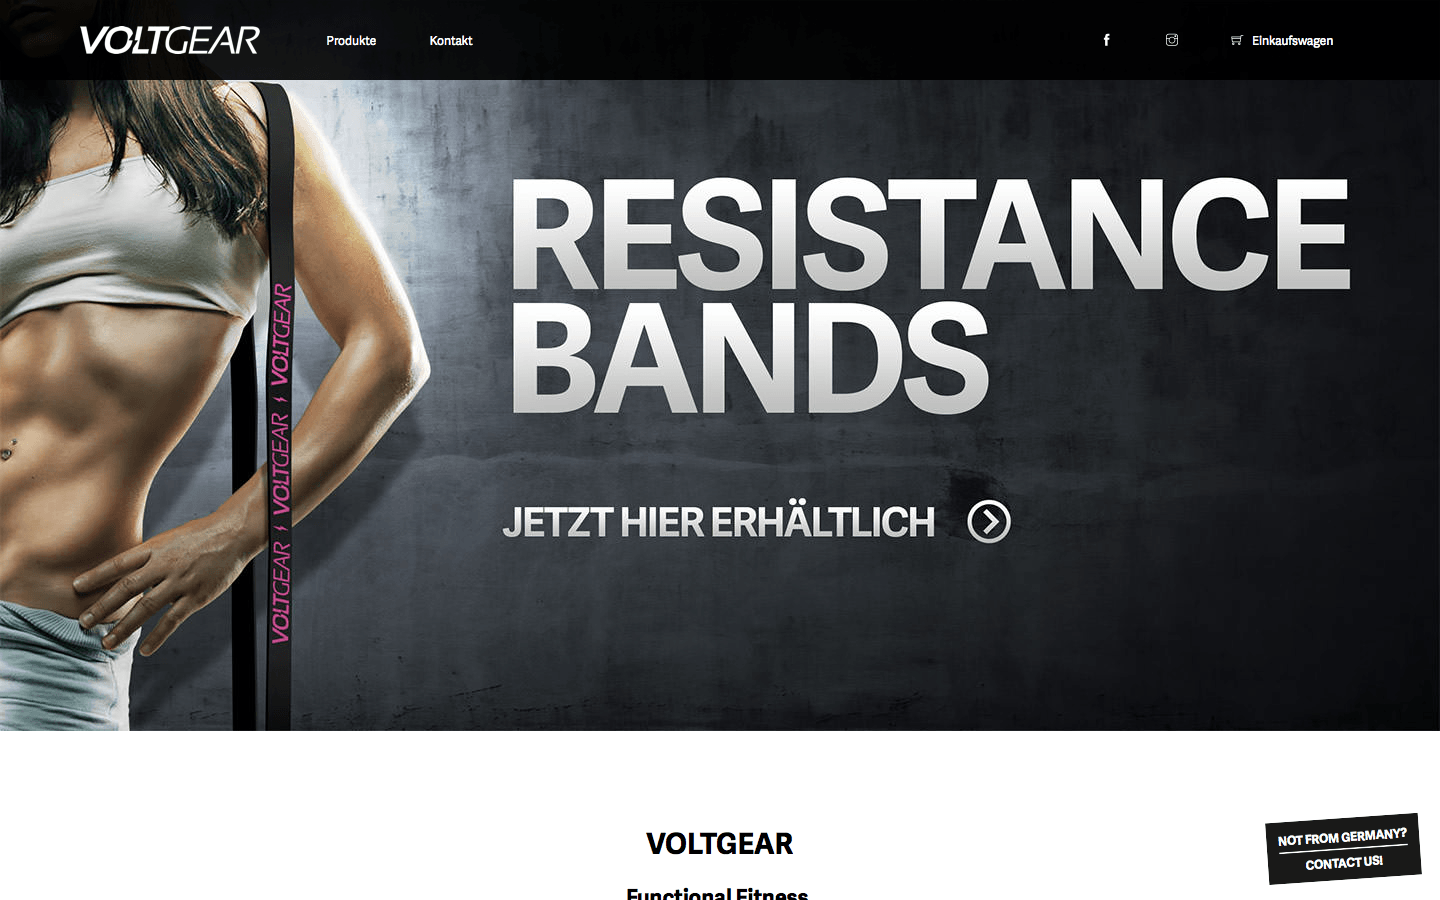 VOLTGEAR
Produkte
Kontakt
Einkaufswagen
RESISTANCE
BANDS
JETZT HIER ERHÄLTLICH
VOLTGEAR VOLTGEAR VOLTGEAR
VOLTGEAR
Functional Fitness
NOT FROM GERMANY?
CONTACT US!